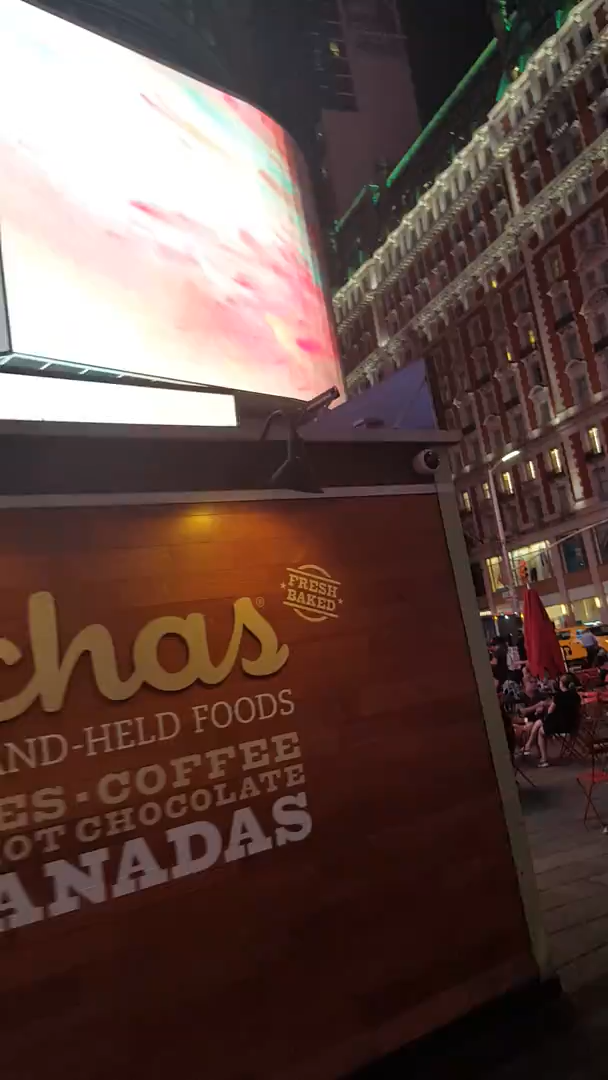 chas®
FRESH
BAKED
AND-HELD FOODS
ES · COFFEE
OT CHOCOLATE
ANADAS